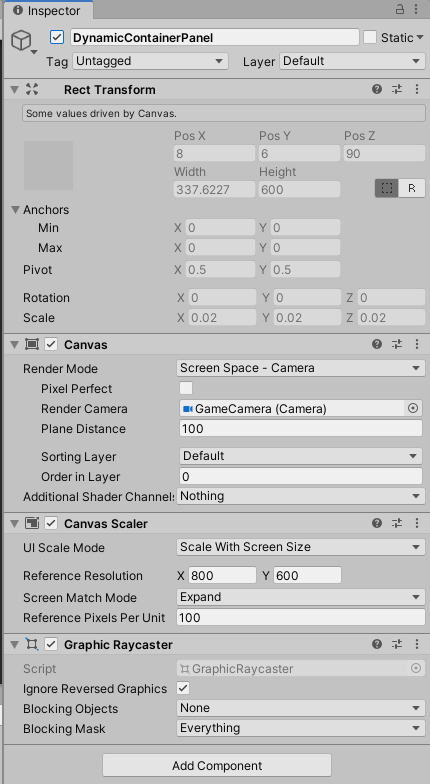 Inspector
DynamicContainerPanel Static
Tag Untagged Layer Default
Rect Transform
Some values driven by Canvas.
Pos X Pos Y Pos Z
8 6 90
Width Height
337.6227 600 R
Anchors
Min X 0 Y 0
Max X 0 Y 0
Pivot X 0.5 Y 0.5
Rotation X 0 Y 0 Z 0
Scale X 0.02 Y 0.02 Z 0.02
Canvas
Render Mode Screen Space - Camera
Pixel Perfect
Render Camera GameCamera (Camera)
Plane Distance 100
Sorting Layer Default
Order in Layer 0
Additional Shader Channels Nothing
Canvas Scaler
UI Scale Mode Scale With Screen Size
Reference Resolution X 800 Y 600
Screen Match Mode Expand
Reference Pixels Per Unit 100
Graphic Raycaster
Script GraphicRaycaster
Ignore Reversed Graphics
Blocking Objects None
Blocking Mask Everything
Add Component